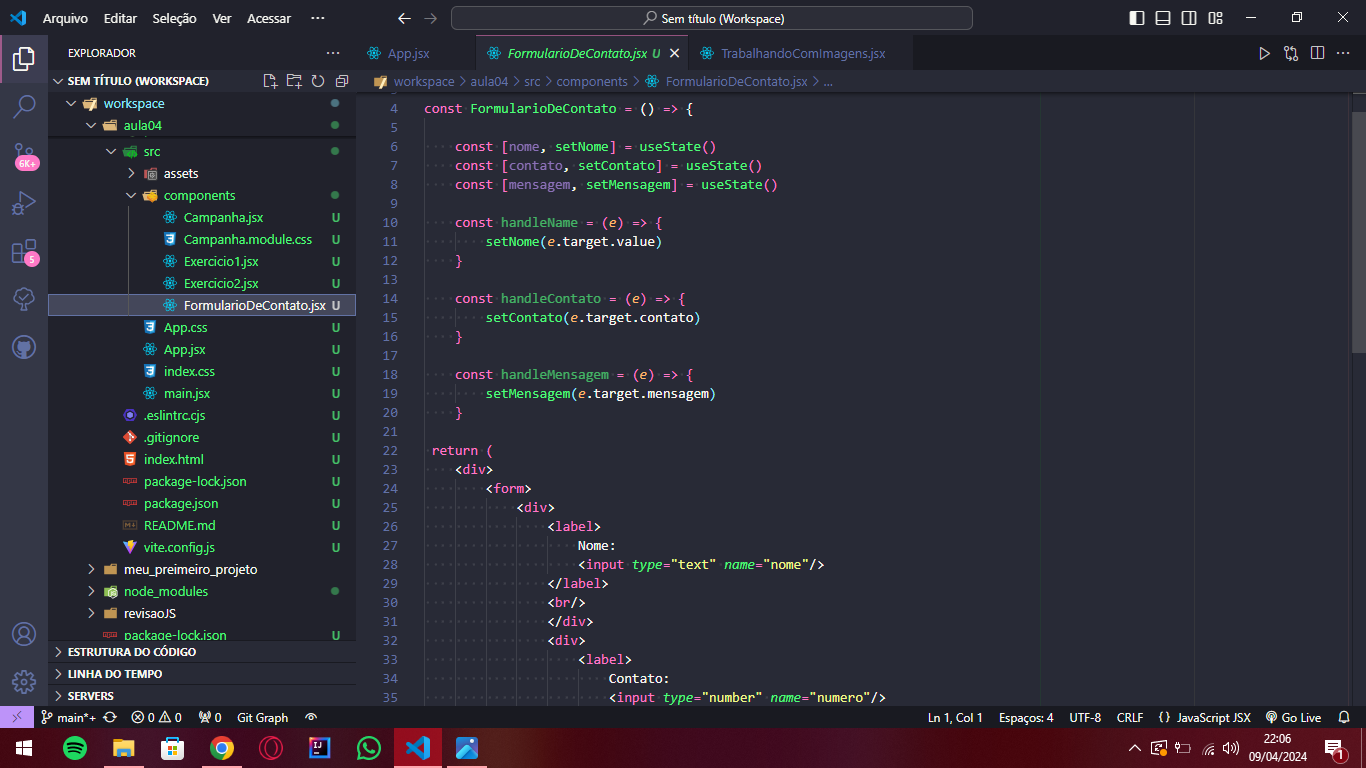 Arquivo Editar Seleção Ver Acessar ···
Sem título (Workspace)
EXPLORADOR ···
SEM TÍTULO (WORKSPACE)
workspace
aula04
src
assets
components
Campanha.jsx U
Campanha.module.css U
Exercicio1.jsx U
Exercicio2.jsx U
FormularioDeContato.jsx U
App.css U
App.jsx U
index.css U
main.jsx U
.eslintrc.cjs U
.gitignore U
index.html U
package-lock.json U
package.json U
README.md U
vite.config.js U
meu_preimeiro_projeto
node_modules
revisaoJS
package-lock.json U
ESTRUTURA DO CÓDIGO
LINHA DO TEMPO
SERVERS
6K+
5
App.jsx
FormularioDeContato.jsx U
TrabalhandoComImagens.jsx
workspace > aula04 > src > components > FormularioDeContato.jsx > ...
4 const FormularioDeContato = () => {
5
6 const [nome, setNome] = useState()
7 const [contato, setContato] = useState()
8 const [mensagem, setMensagem] = useState()
9
10 const handleName = (e) => {
11 setNome(e.target.value)
12 }
13
14 const handleContato = (e) => {
15 setContato(e.target.contato)
16 }
17
18 const handleMensagem = (e) => {
19 setMensagem(e.target.mensagem)
20 }
21
22 return (
23 <div>
24 <form>
25 <div>
26 <label>
27 Nome:
28 <input type="text" name="nome"/>
29 </label>
30 <br/>
31 </div>
32 <div>
33 <label>
34 Contato:
35 <input type="number" name="numero"/>
main*+ 0 0 0 Git Graph
Ln 1, Col 1 Espaços: 4 UTF-8 CRLF {} JavaScript JSX Go Live
22:06
09/04/2024
1